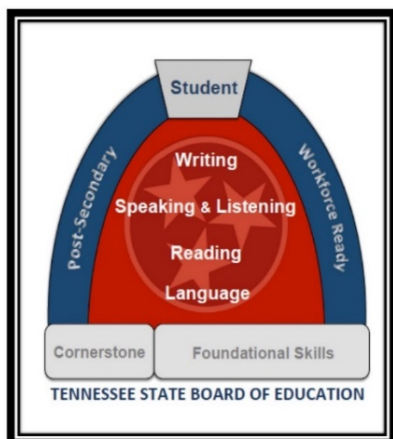 Student
Post-Secondary
Workforce Ready
Writing
Speaking & Listening
Reading
Language
Cornerstone
Foundational Skills
TENNESSEE STATE BOARD OF EDUCATION